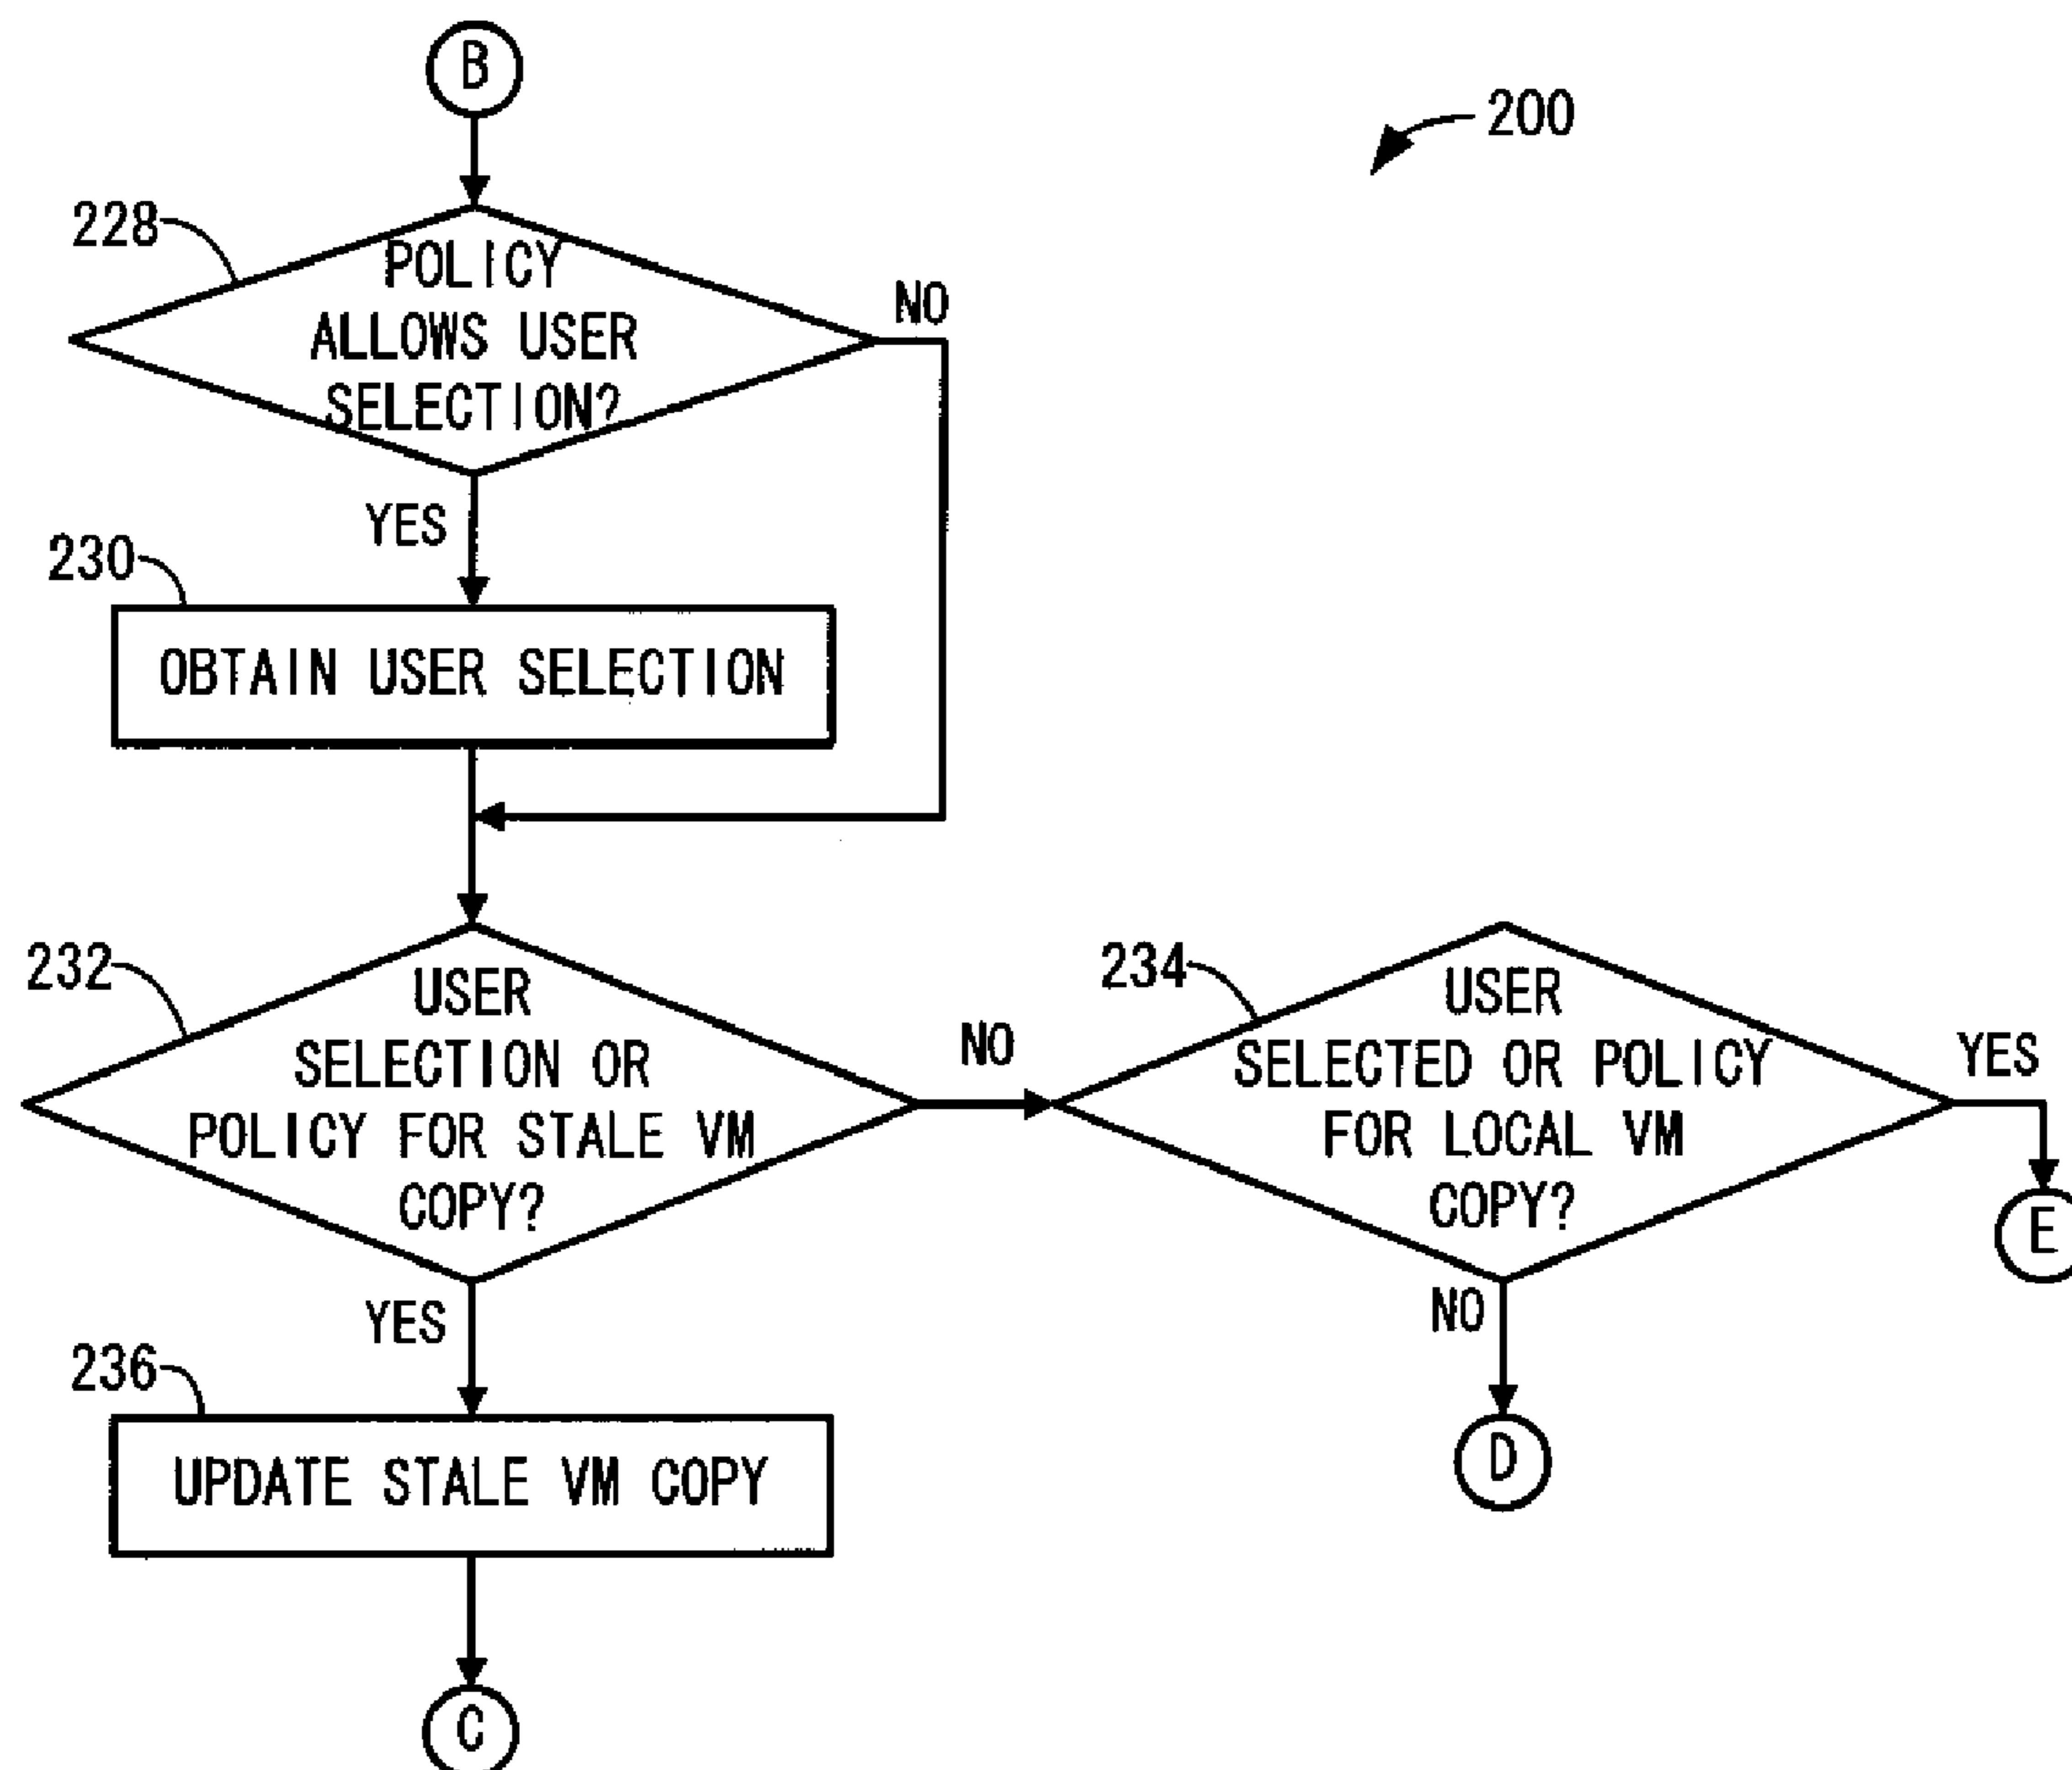 B
200
228
POLICY
ALLOWS USER
SELECTION?
NO
YES
230
OBTAIN USER SELECTION
232
USER
SELECTION OR
POLICY FOR STALE VM
COPY?
NO
234
USER
SELECTED OR POLICY
FOR LOCAL VM
COPY?
YES
E
NO
D
YES
236
UPDATE STALE VM COPY
C